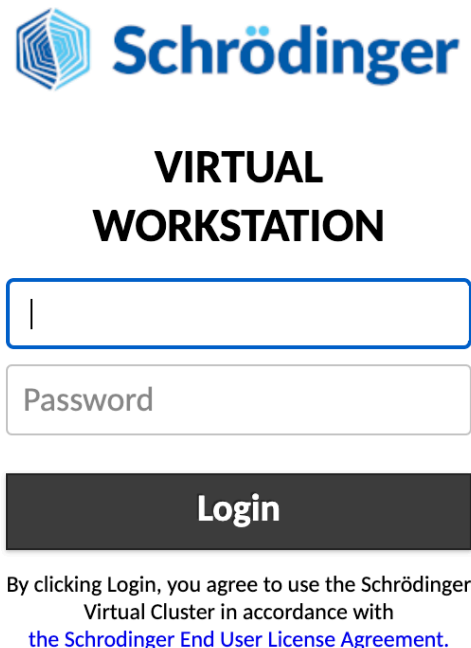 Schrödinger
VIRTUAL
WORKSTATION
Password
Login
By clicking Login, you agree to use the Schrödinger
Virtual Cluster in accordance with
the Schrodinger End User License Agreement.